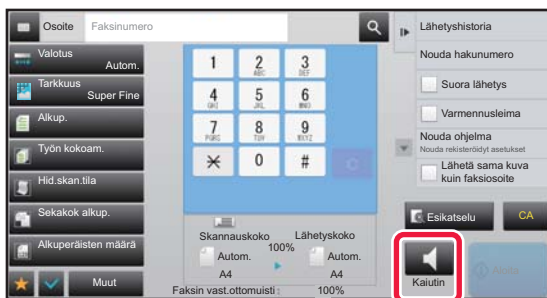 Osoite Faksinumero
Valotus
Autom.
Tarkkuus
Super Fine
Alkup.
Työn kokoam.
Hid.skan.tila
Sekakok alkup.
Alkuperäisten määrä
Muut
1 2 3
ABC DEF
4 5 6
GHI JKL MNO
7 8 9
PQRS TUV WXYZ
0 #
C
Skannauskoko Lähetyskoko
100%
Autom. Autom.
A4 A4
Faksin vast.ottomuisti : 100%
Lähetyshistoria
Nouda hakunumero
Suora lähetys
Varmennusleima
Nouda ohjelma
Nouda rekisteröidyt asetukset
Lähetä sama kuva
kuin faksiosoite
Esikatselu CA
Kaiutin
Aloita